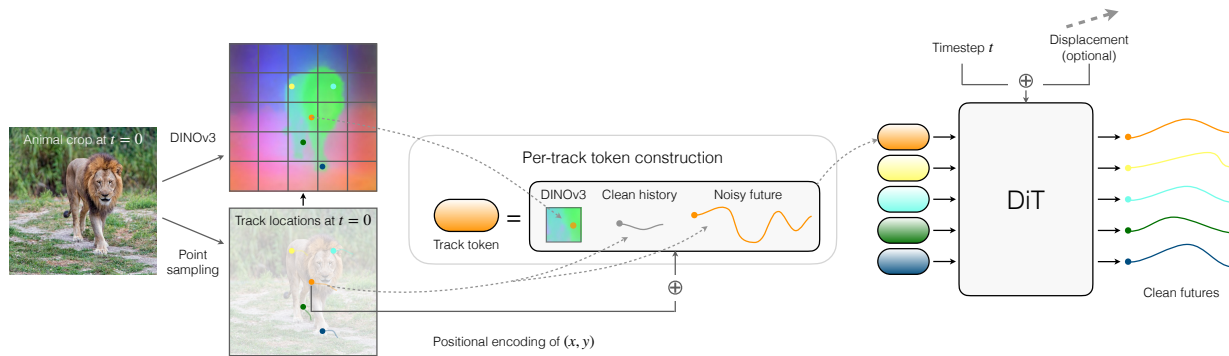 Animal crop at t = 0
DINOv3
Point
sampling
Track locations at t = 0
Per-track token construction
Track token
=
DINOv3
Clean history
Noisy future
Positional encoding of (x, y)
Timestep t
Displacement
(optional)
DiT
Clean futures